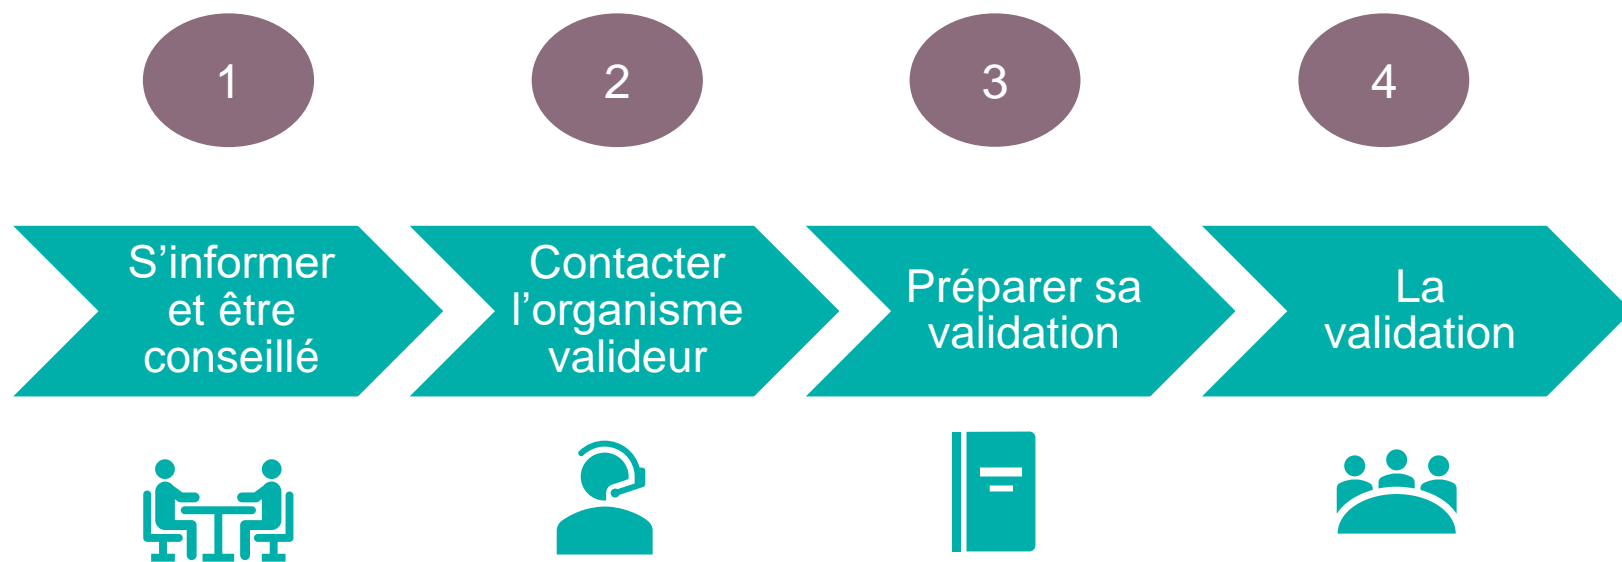 1
2
3
4
S’informer
et être
conseillé
Contacter
l’organisme
valideur
Préparer sa
validation
La
validation